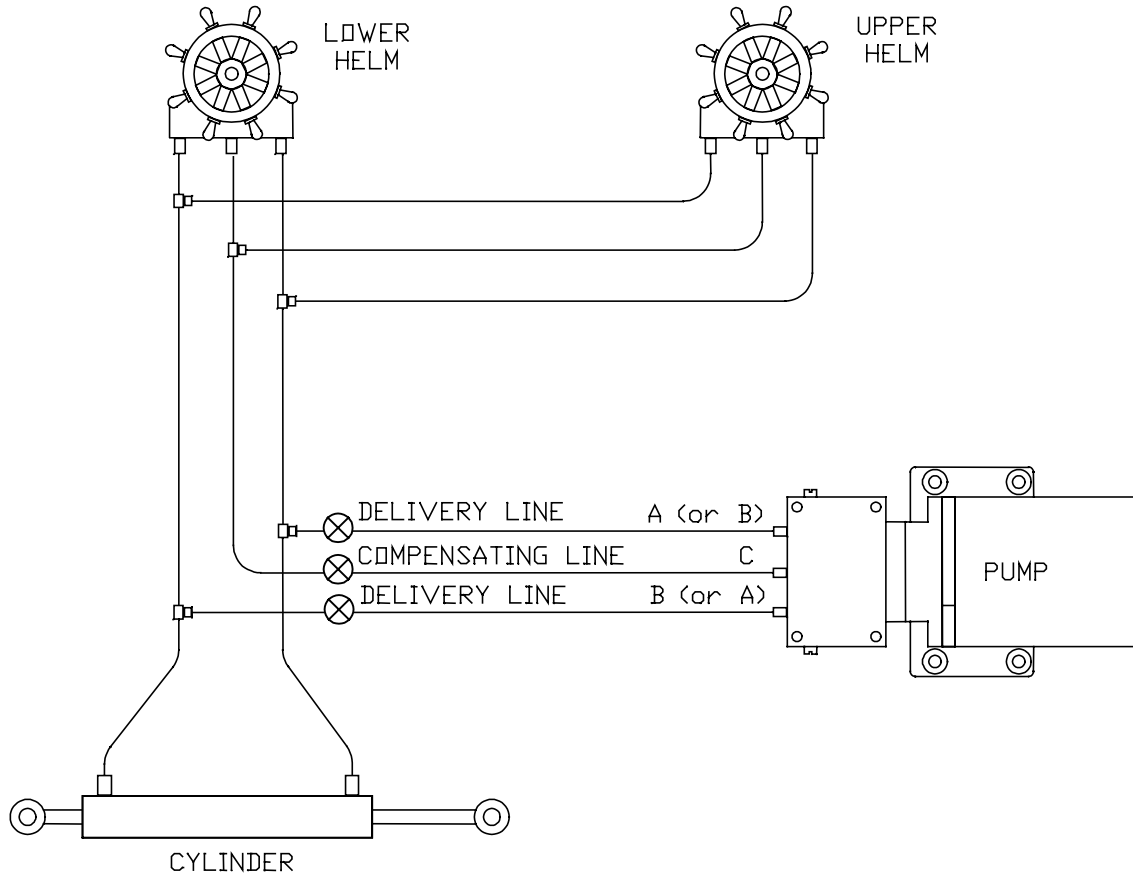 LOWER
HELM
UPPER
HELM
DELIVERY LINE A (or B)
COMPENSATING LINE C
DELIVERY LINE B (or A)
PUMP
CYLINDER